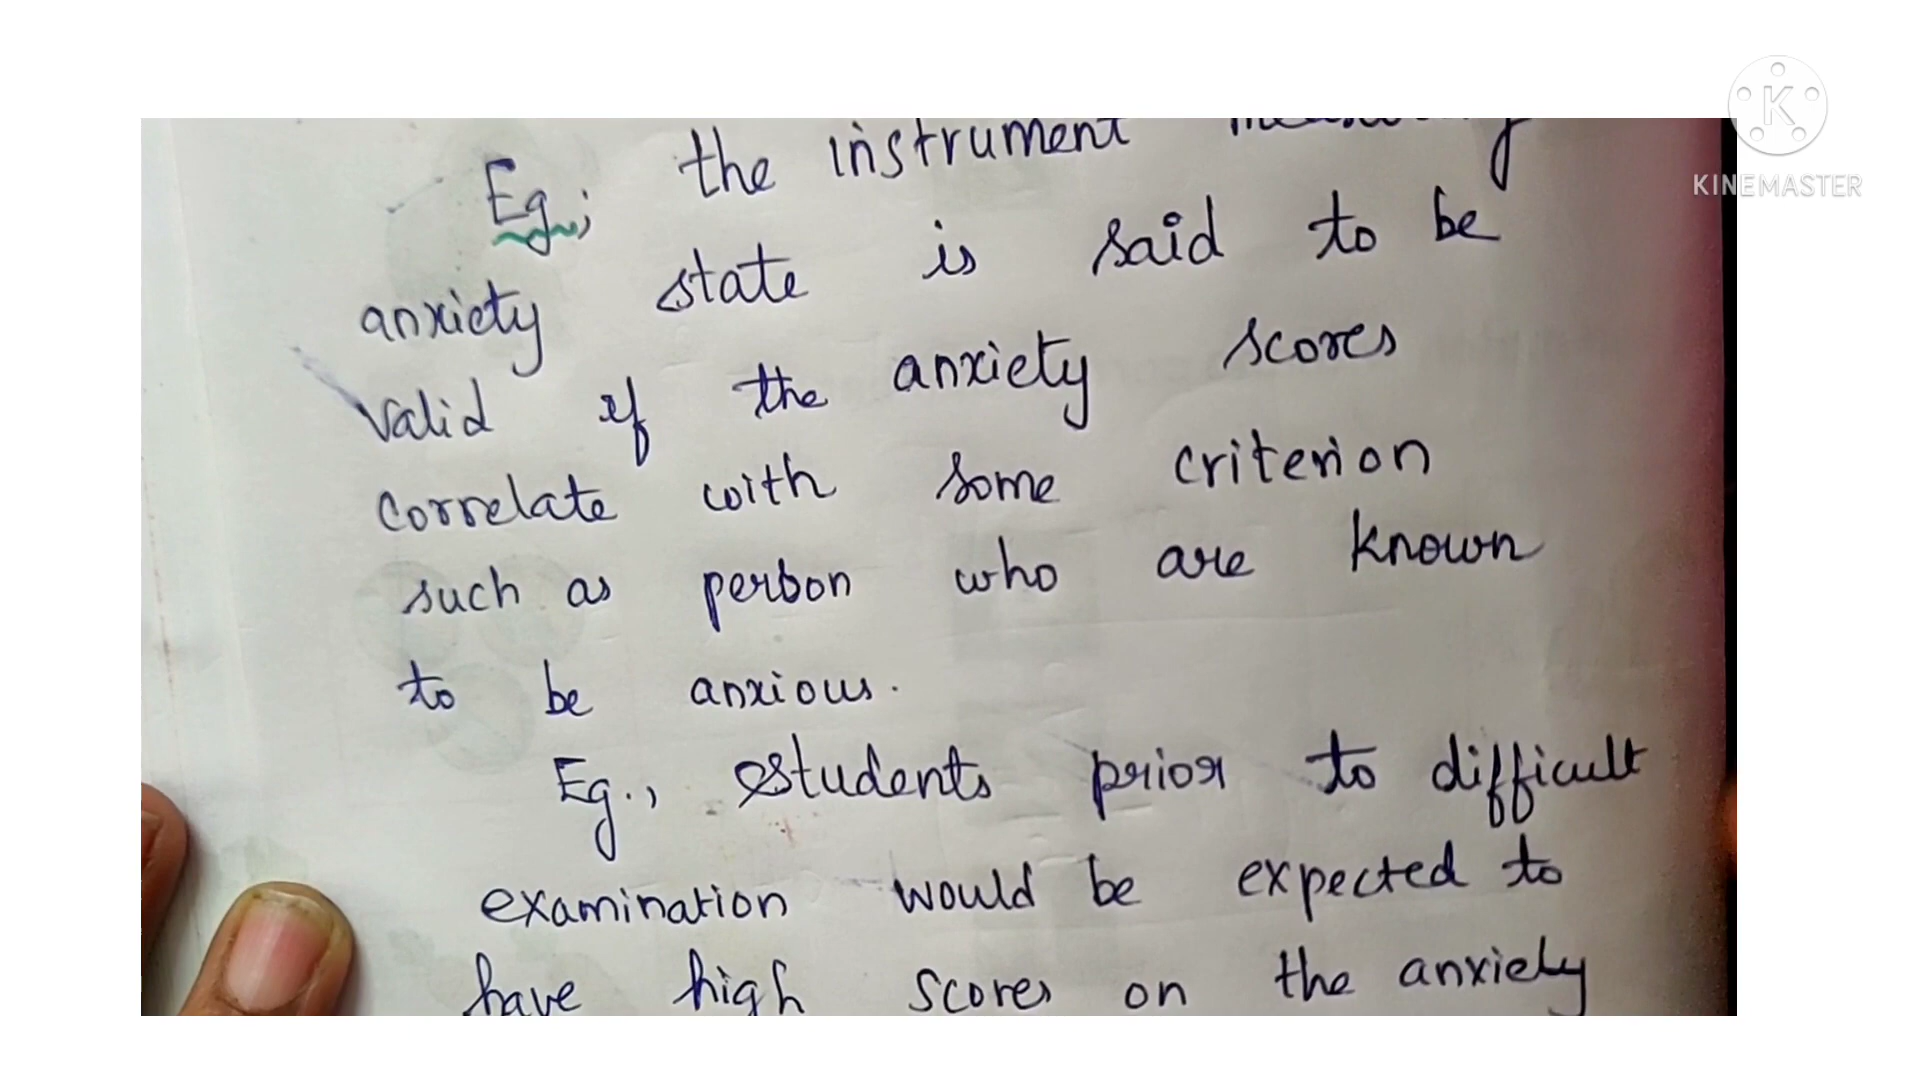 Eg; the instrument
anxiety state is said to be
valid if the anxiety scores
correlate with some criterion
such as person who are known
to be anxious.
Eg., students prior to difficult
examination would be expected to
have high scores on the anxiety
K
KINEMASTER